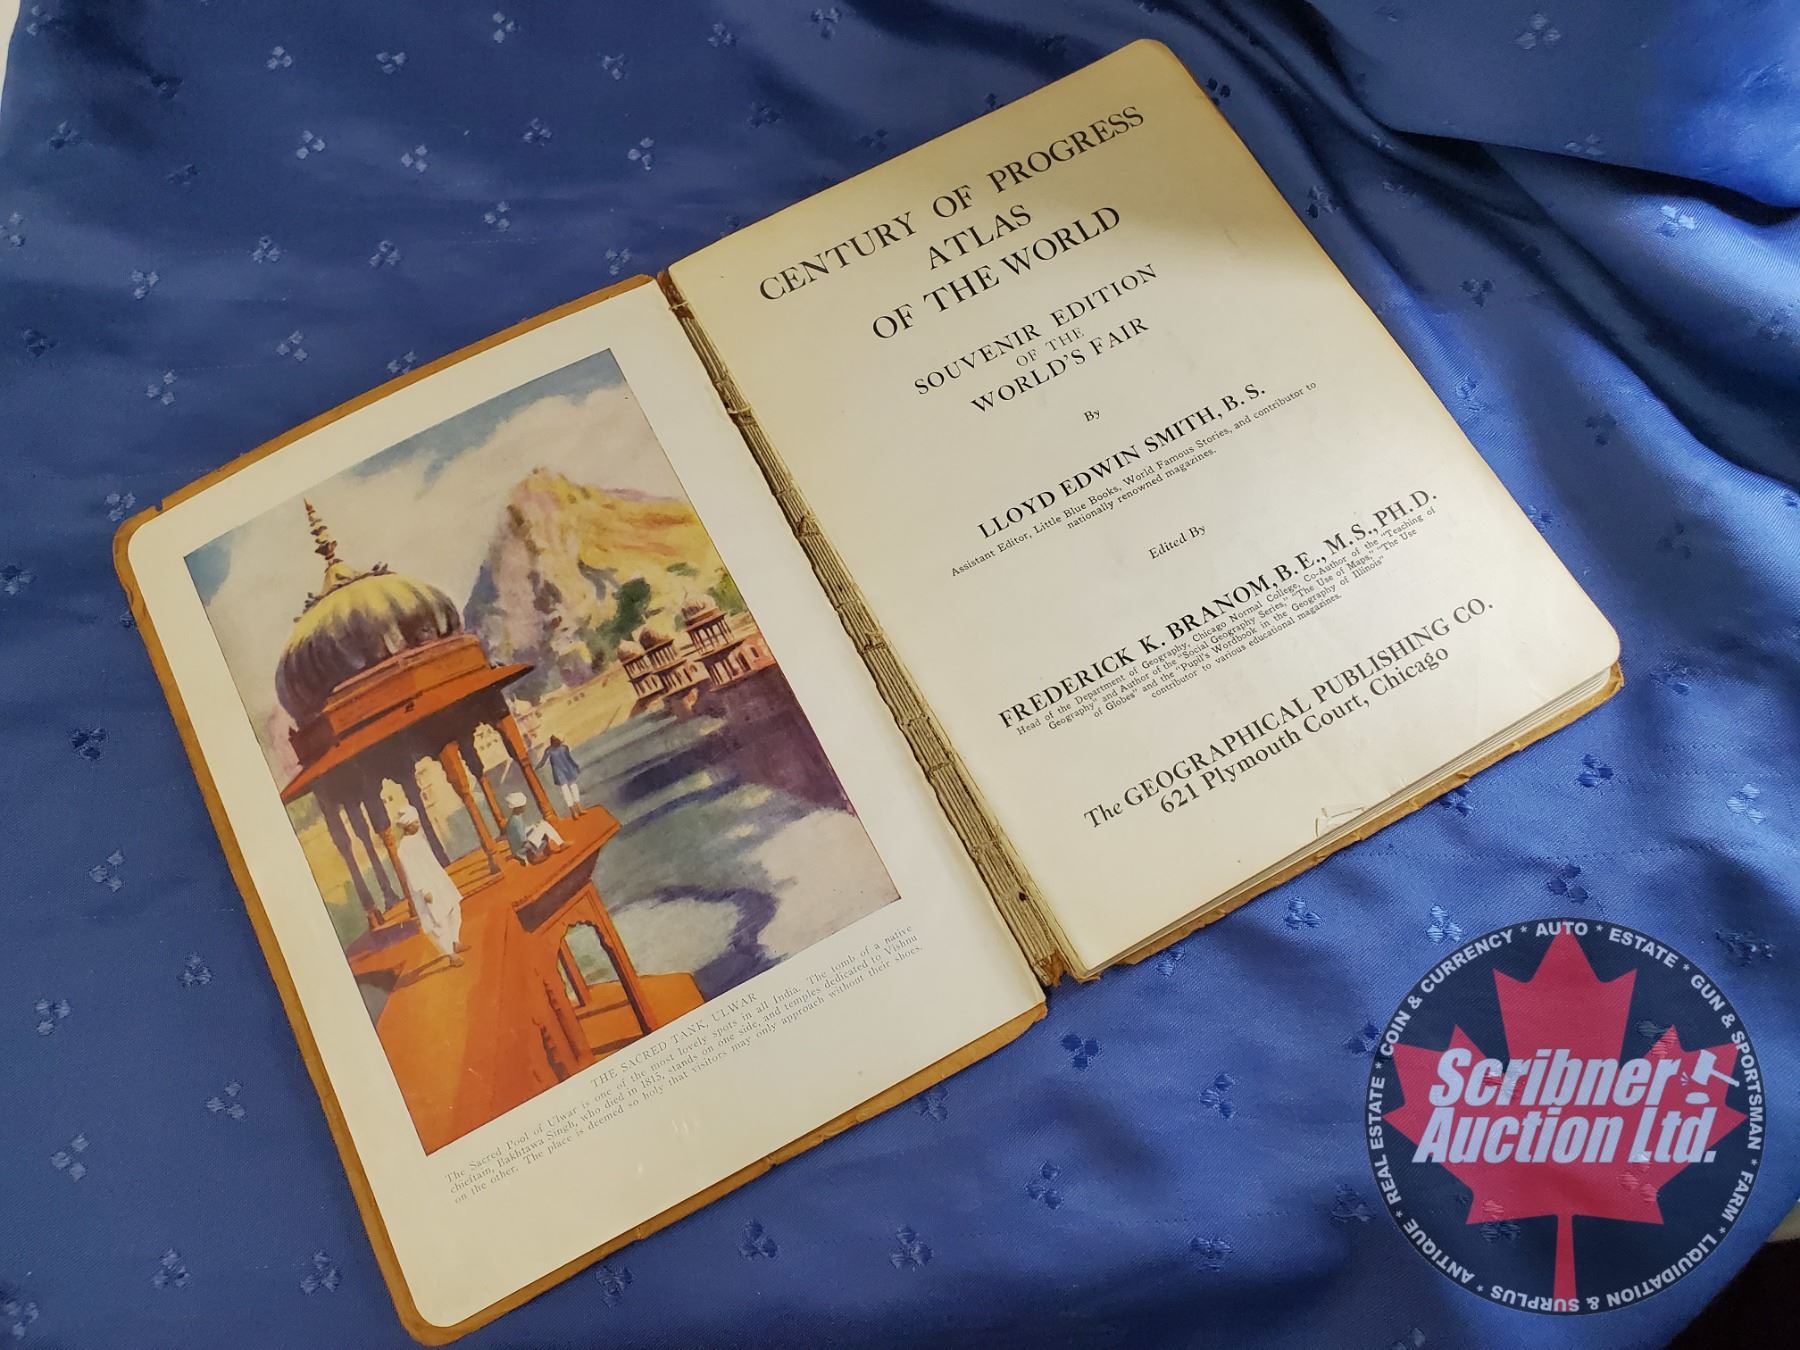 THE SACRED TANK, ULWAR
The Sacred Pool of Ulwar is one of the most lovely spots in all India. The tomb of a native
chieftain, Bakhtawa Singh, who died in 1815, stands on one side, and temples dedicated to Vishnu
on the other. The place is deemed so holy that visitors may only approach without their shoes.
CENTURY OF PROGRESS
ATLAS
OF THE WORLD
SOUVENIR EDITION
OF THE
WORLD'S FAIR
By
LLOYD EDWIN SMITH, B. S.
Assistant Editor, Little Blue Books, World Famous Stories, and contributor to
nationally renowned magazines.
Edited By
FREDERICK K. BRANOM, B. E., M. S., PH. D.
Head of the Department of Geography, Chicago Normal College, Co-Author of the "Teaching of
Geography" and Author of the "Social Geography Series," "The Use of Maps," "The Use
of Globes" and the "Pupil's Wordbook in the Geography of Illinois"
contributor to various educational magazines.
The GEOGRAPHICAL PUBLISHING CO.
621 Plymouth Court, Chicago
Scribner
Auction Ltd.
* REAL ESTATE * COIN & CURRENCY * AUTO * ESTATE * GUN & SPORTSMAN * FARM * LIQUIDATION & SURPLUS * ANTIQUE